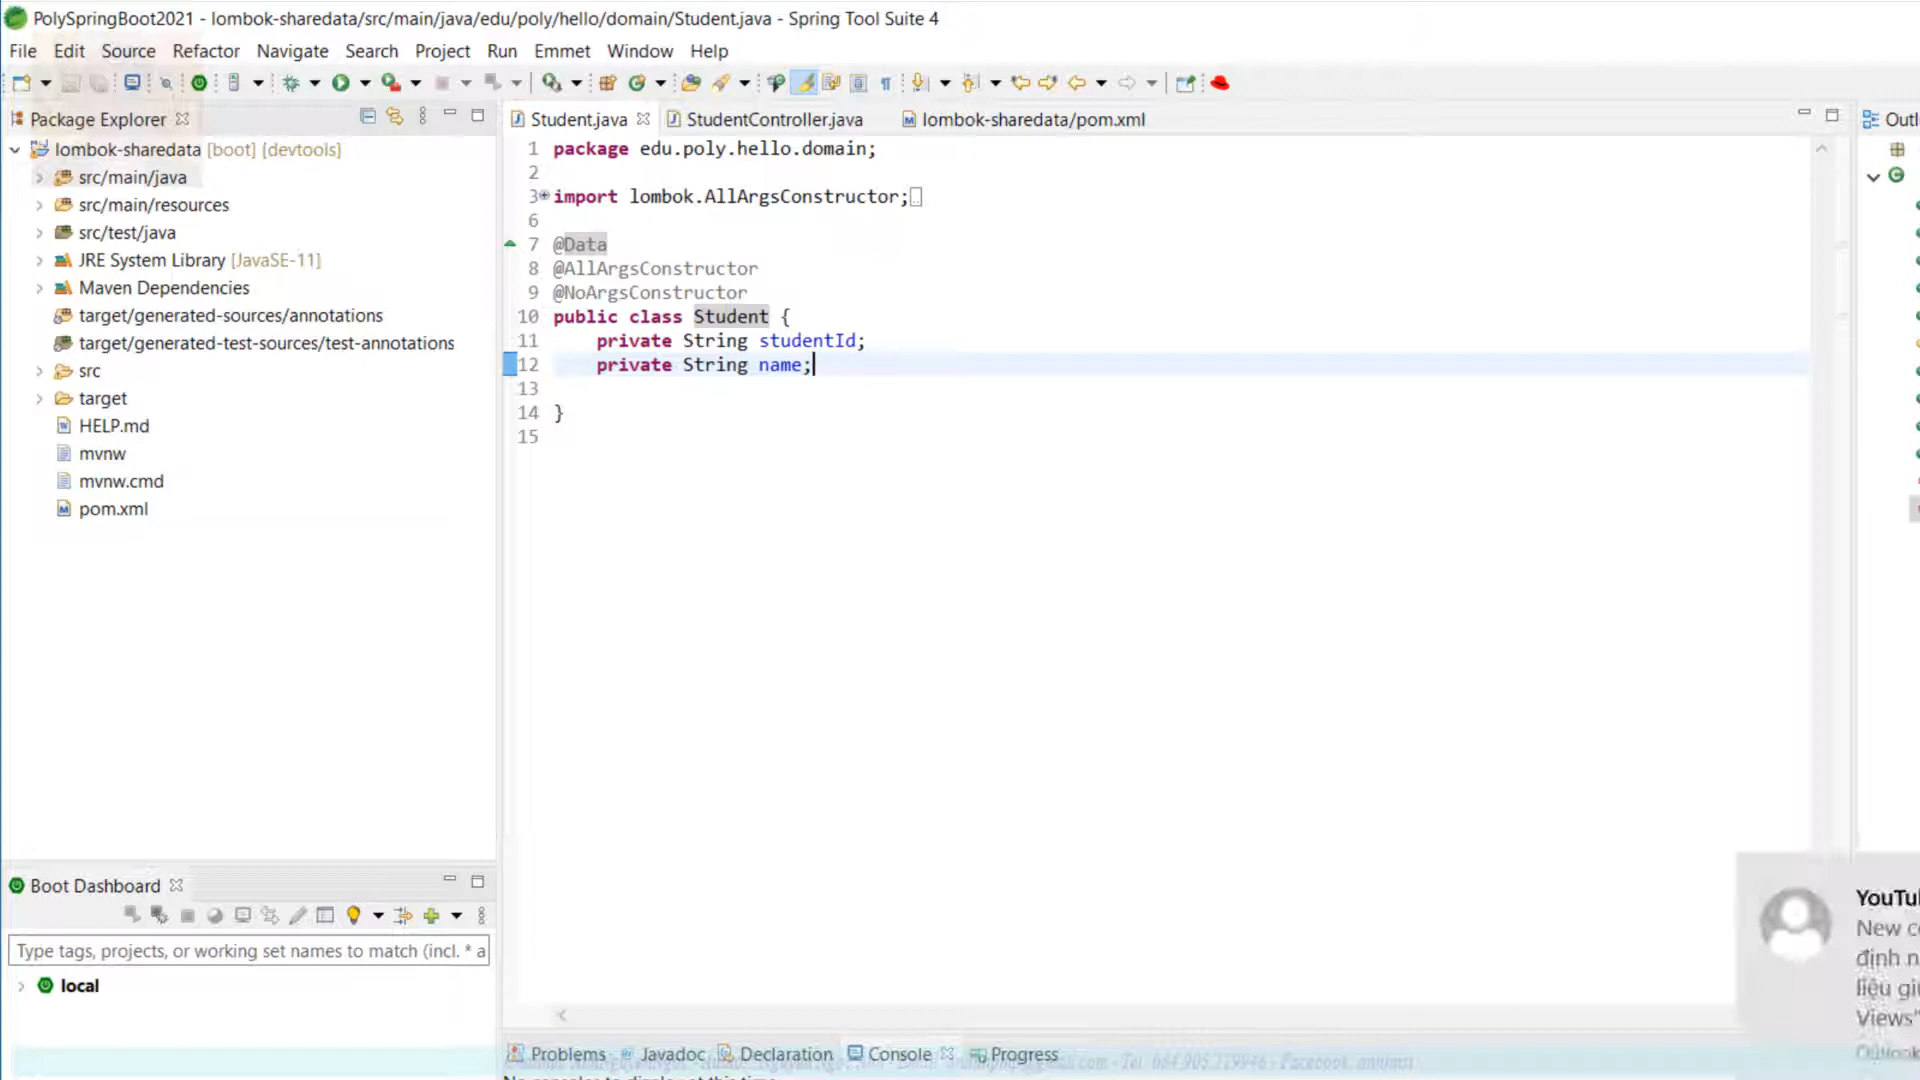 PolySpringBoot2021 - lombok-sharedata/src/main/java/edu/poly/hello/domain/Student.java - Spring Tool Suite 4
File Edit Source Refactor Navigate Search Project Run Emmet Window Help
Package Explorer
lombok-sharedata [boot] [devtools]
src/main/java
src/main/resources
src/test/java
JRE System Library [JavaSE-11]
Maven Dependencies
target/generated-sources/annotations
target/generated-test-sources/test-annotations
src
target
HELP.md
mvnw
mvnw.cmd
pom.xml
Student.java StudentController.java lombok-sharedata/pom.xml
1 package edu.poly.hello.domain;
2
3 import lombok.AllArgsConstructor;
6
7 @Data
8 @AllArgsConstructor
9 @NoArgsConstructor
10 public class Student {
11 private String studentId;
12 private String name;
13
14 }
15
Boot Dashboard
Type tags, projects, or working set names to match (incl. * a
local
Problems Javadoc Declaration Console Progress
New
định
liệu
Views"